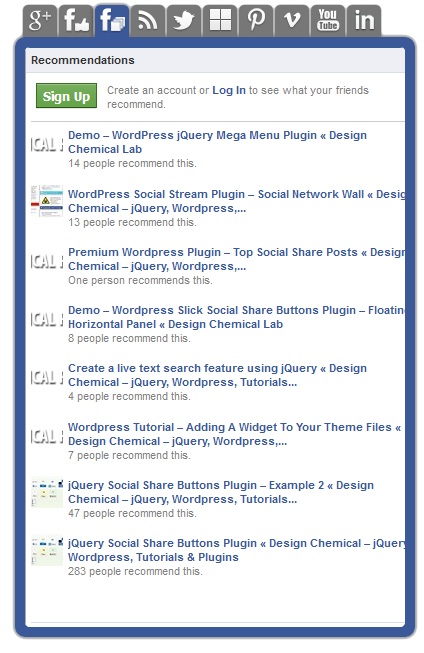 g+ f f You Tube in
Recommendations
Sign Up
Create an account or Log In to see what your friends
recommend.
Demo – WordPress jQuery Mega Menu Plugin « Design
Chemical Lab
14 people recommend this.
WordPress Social Stream Plugin – Social Network Wall « Desig
Chemical – jQuery, Wordpress,...
13 people recommend this.
Premium Wordpress Plugin – Top Social Share Posts « Design
Chemical – jQuery, Wordpress,...
One person recommends this.
Demo – Wordpress Slick Social Share Buttons Plugin – Floating
Horizontal Panel « Design Chemical Lab
8 people recommend this.
Create a live text search feature using jQuery « Design
Chemical – jQuery, Wordpress, Tutorials...
4 people recommend this.
Wordpress Tutorial – Adding A Widget To Your Theme Files «
Design Chemical – jQuery, Wordpress,...
7 people recommend this.
jQuery Social Share Buttons Plugin – Example 2 « Design
Chemical – jQuery, Wordpress, Tutorials...
47 people recommend this.
jQuery Social Share Buttons Plugin « Design Chemical – jQuery
Wordpress, Tutorials & Plugins
283 people recommend this.